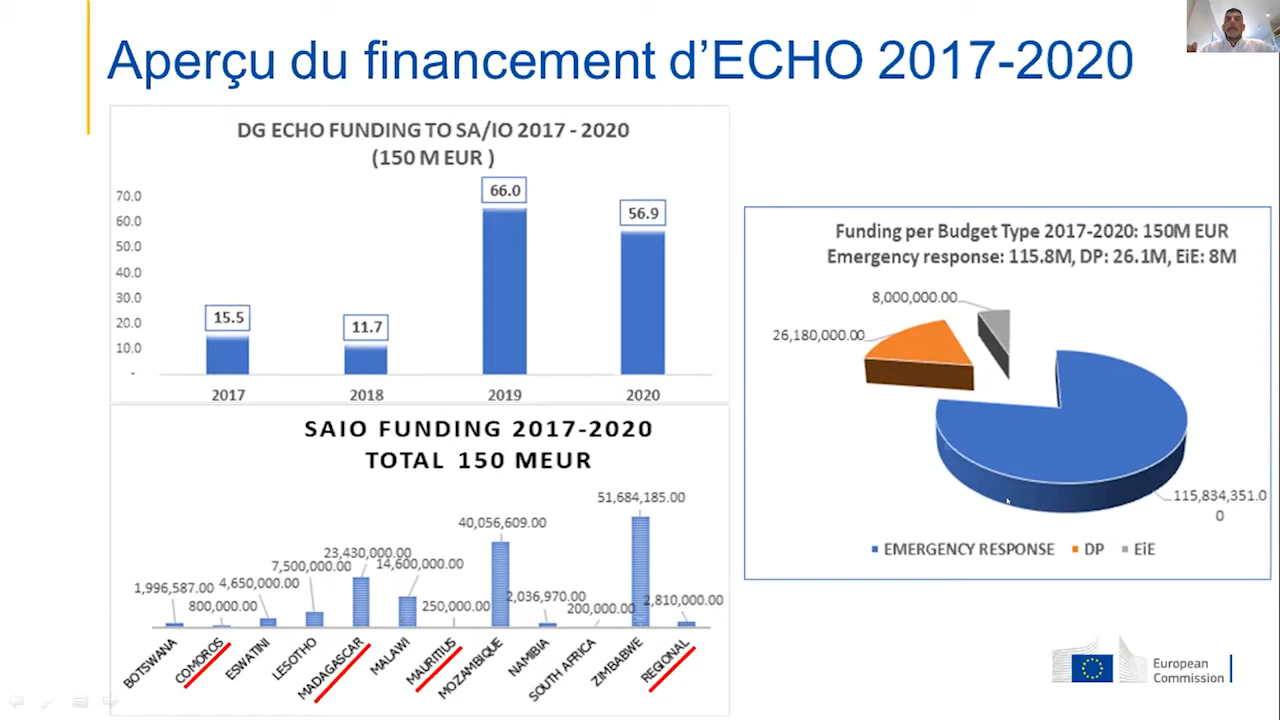 Aperçu du financement d’ECHO 2017-2020
DG ECHO FUNDING TO SA/IO 2017 - 2020
(150 M EUR )
70.0
60.0
50.0
40.0
30.0
20.0
10.0
-
15.5
11.7
66.0
56.9
2017
2018
2019
2020
SAIO FUNDING 2017-2020
TOTAL 150 MEUR
1,996,587.00
800,000.00
4,650,000.00
7,500,000.00
23,430,000.00
14,600,000.00
250,000.00
40,056,609.00
2,036,970.00
200,000.00
51,684,185.00
2,810,000.00
BOTSWANA
COMOROS
ESWATINI
LESOTHO
MADAGASCAR
MALAWI
MAURITIUS
MOZAMBIQUE
NAMIBIA
SOUTH AFRICA
ZIMBABWE
REGIONAL
Funding per Budget Type 2017-2020: 150M EUR
Emergency response: 115.8M, DP: 26.1M, EiE: 8M
8,000,000.00
26,180,000.00
115,834,351.0
0
EMERGENCY RESPONSE
DP
EiE
European
Commission